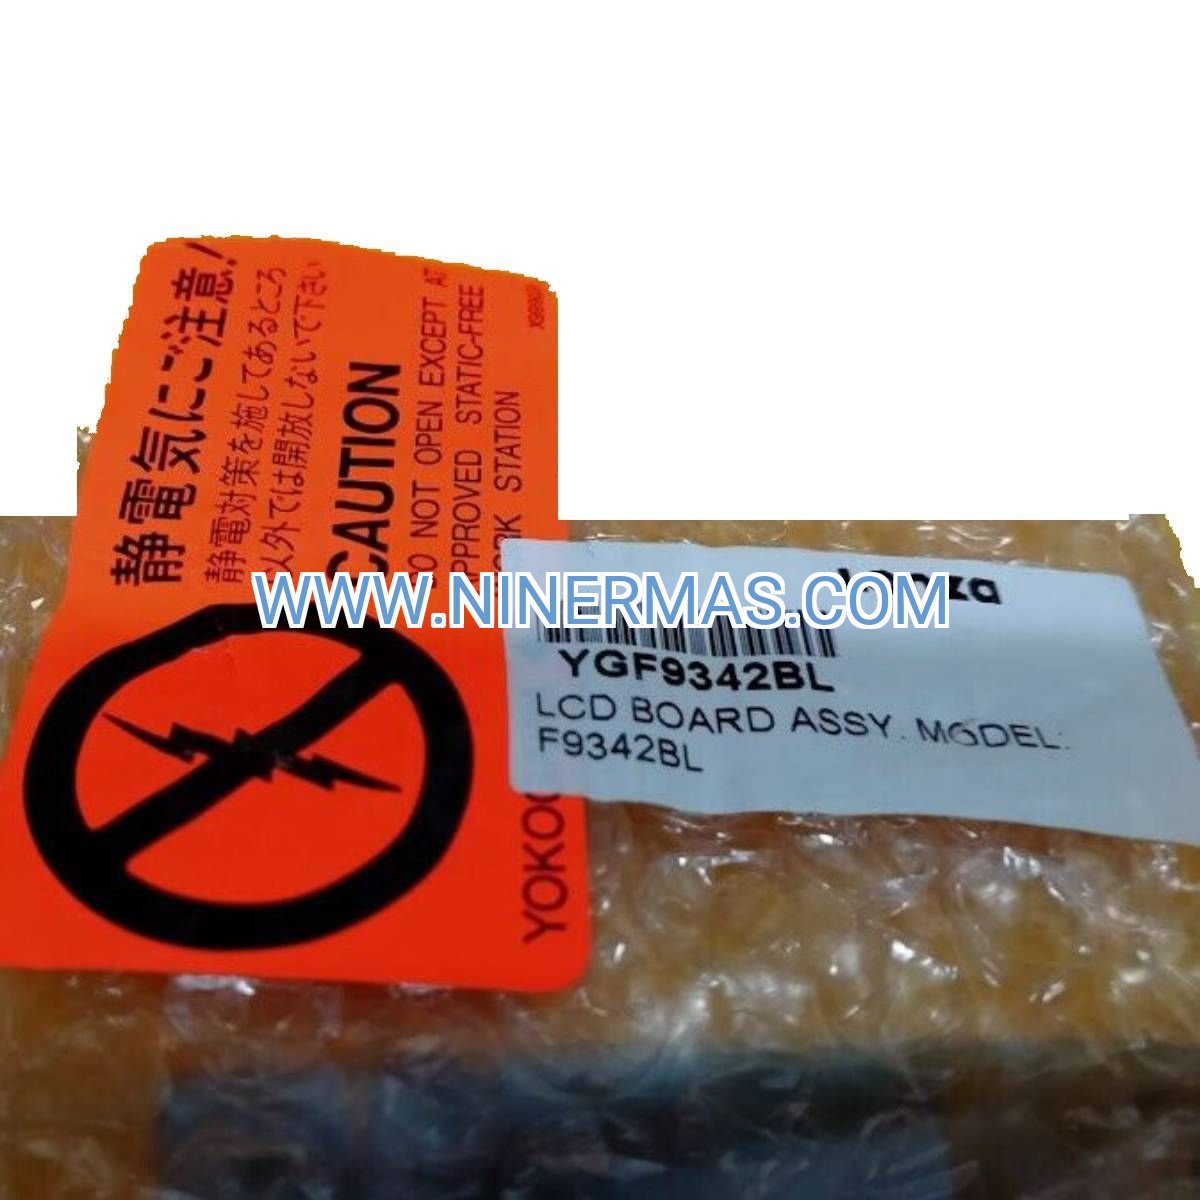 静電気にご注意!
静電対策を施してあるところ
以外では開放しないで下さい
CAUTION
DO NOT OPEN EXCEPT AT
APPROVED STATIC-FREE
WORK STATION
WWW.NINERMAS.COM
YGF9342BL
LCD BOARD ASSY. MODEL:
F9342BL